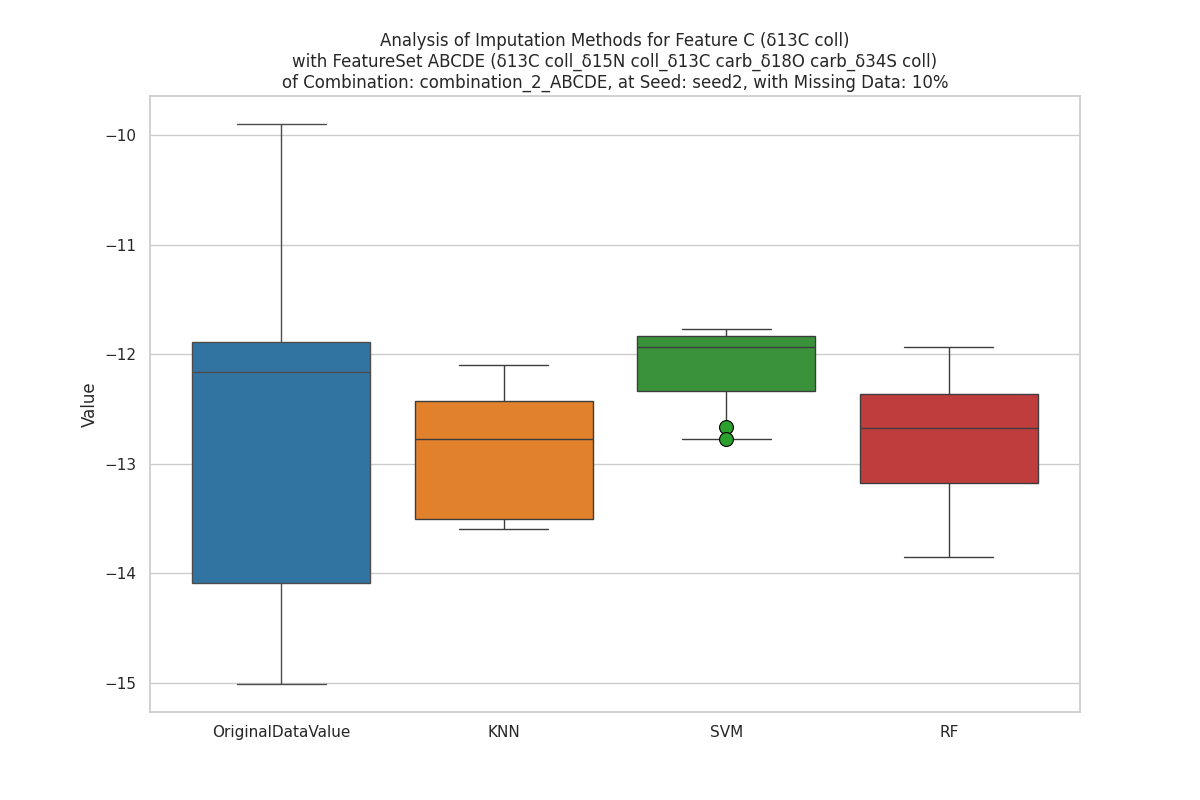 Analysis of Imputation Methods for Feature C (δ13C coll)
with FeatureSet ABCDE (δ13C coll_δ15N coll_δ13C carb_δ18O carb_δ34S coll)
of Combination: combination_2_ABCDE, at Seed: seed2, with Missing Data: 10%
−10
−11
−12
−13
−14
−15
Value
OriginalDataValue
KNN
SVM
RF